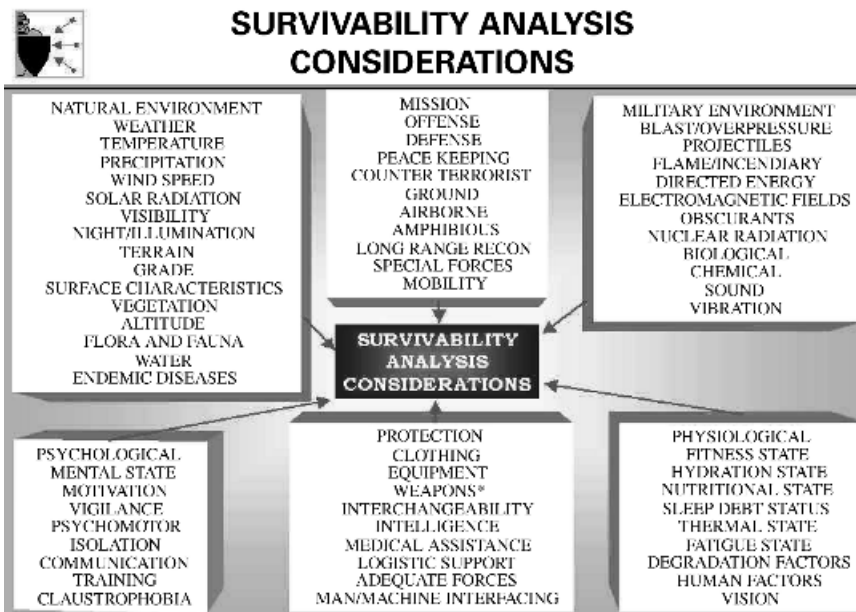 SURVIVABILITY ANALYSIS
CONSIDERATIONS
NATURAL ENVIRONMENT
WEATHER
TEMPERATURE
PRECIPITATION
WIND SPEED
SOLAR RADIATION
VISIBILITY
NIGHT/ILLUMINATION
TERRAIN
GRADE
SURFACE CHARACTERISTICS
VEGETATION
ALTITUDE
FLORA AND FAUNA
WATER
ENDEMIC DISEASES
MISSION
OFFENSE
DEFENSE
PEACE KEEPING
COUNTER TERRORIST
GROUND
AIRBORNE
AMPHIBIOUS
LONG RANGE RECON
SPECIAL FORCES
MOBILITY
MILITARY ENVIRONMENT
BLAST/OVERPRESSURE
PROJECTILES
FLAME/INCENDIARY
DIRECTED ENERGY
ELECTROMAGNETIC FIELDS
OBSCURANTS
NUCLEAR RADIATION
BIOLOGICAL
CHEMICAL
SOUND
VIBRATION
SURVIVABILITY
ANALYSIS
CONSIDERATIONS
PSYCHOLOGICAL
MENTAL STATE
MOTIVATION
VIGILANCE
PSYCHOMOTOR
ISOLATION
COMMUNICATION
TRAINING
CLAUSTROPHOBIA
PROTECTION
CLOTHING
EQUIPMENT
WEAPONS*
INTERCHANGEABILITY
INTELLIGENCE
MEDICAL ASSISTANCE
LOGISTIC SUPPORT
ADEQUATE FORCES
MAN/MACHINE INTERFACING
PHYSIOLOGICAL
FITNESS STATE
HYDRATION STATE
NUTRITIONAL STATE
SLEEP DEBT STATUS
THERMAL STATE
FATIGUE STATE
DEGRADATION FACTORS
HUMAN FACTORS
VISION